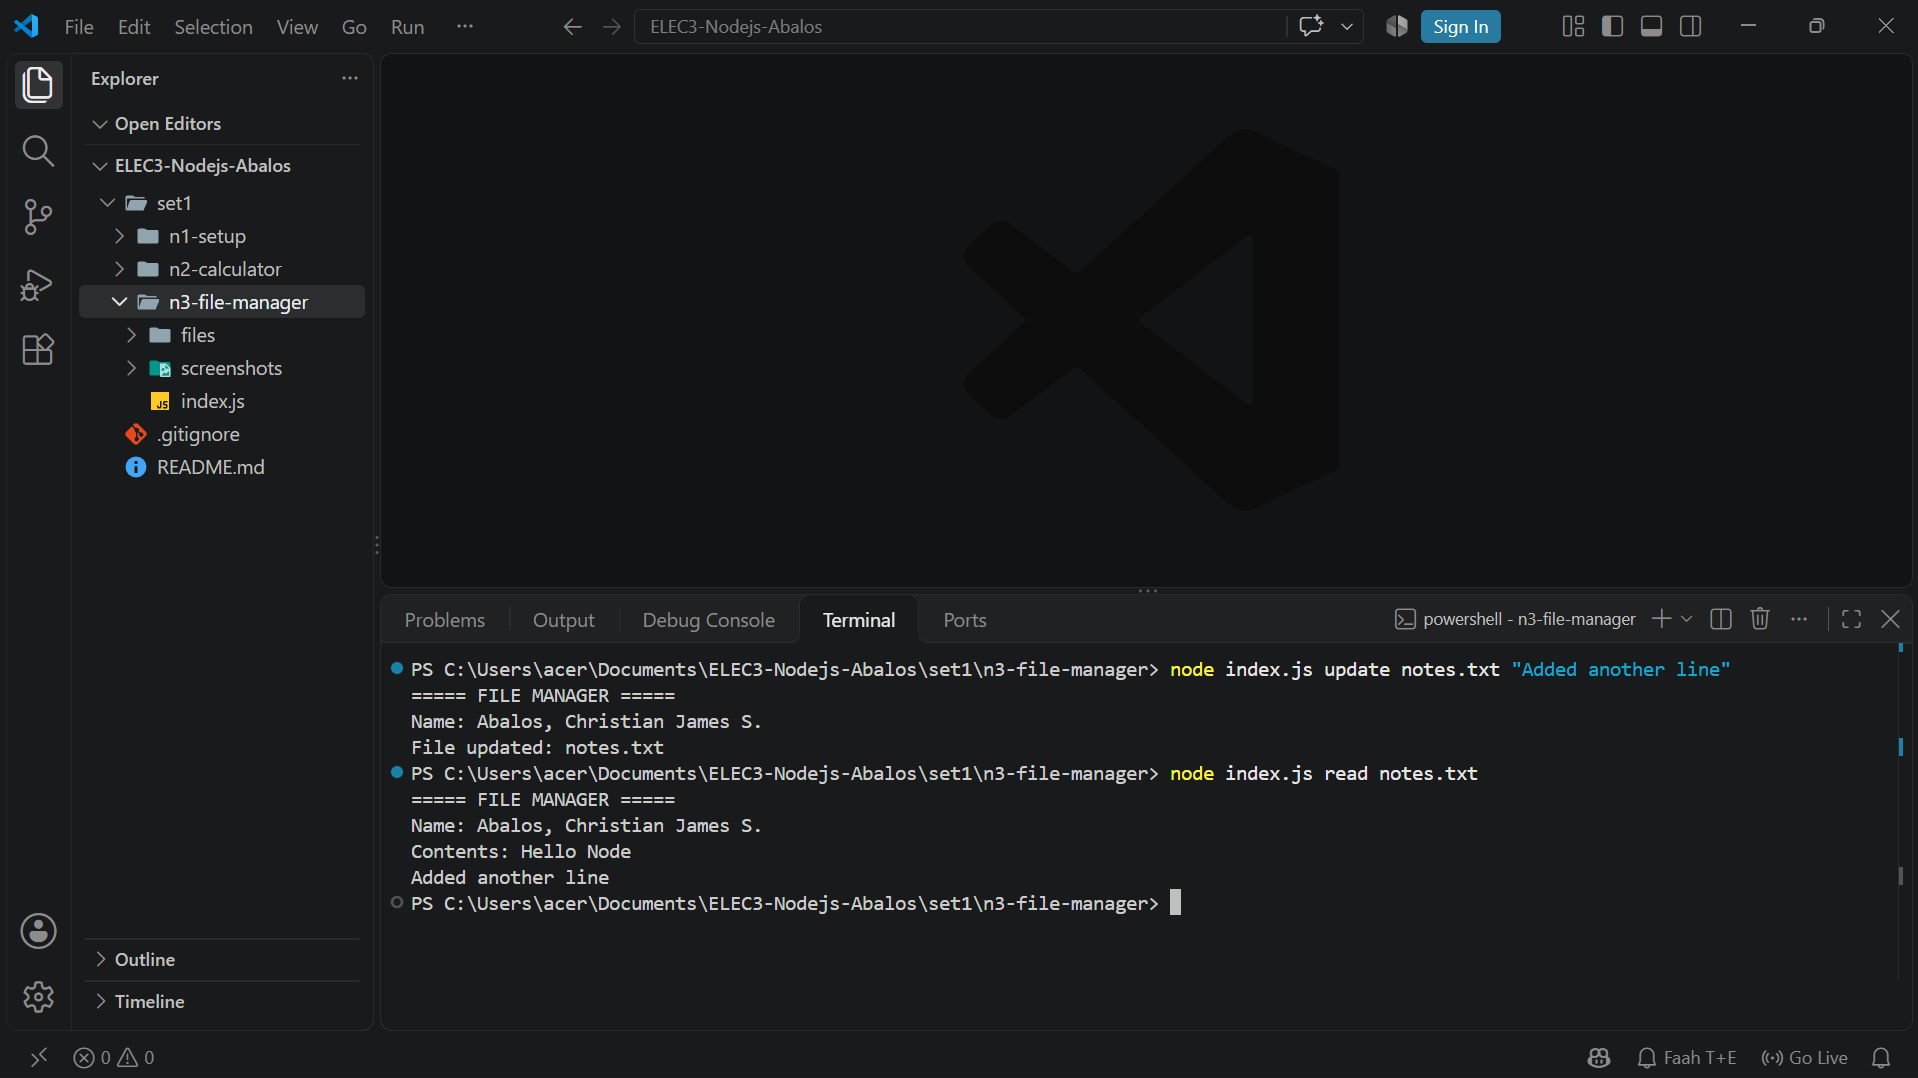 File Edit Selection View Go Run
ELEC3-Nodejs-Abalos
Sign In
Explorer
Open Editors
ELEC3-Nodejs-Abalos
set1
n1-setup
n2-calculator
n3-file-manager
files
screenshots
JS index.js
.gitignore
README.md
Outline
Timeline
Problems Output Debug Console Terminal Ports
powershell - n3-file-manager
PS C:\Users\acer\Documents\ELEC3-Nodejs-Abalos\set1\n3-file-manager> node index.js update notes.txt "Added another line"
===== FILE MANAGER =====
Name: Abalos, Christian James S.
File updated: notes.txt
PS C:\Users\acer\Documents\ELEC3-Nodejs-Abalos\set1\n3-file-manager> node index.js read notes.txt
===== FILE MANAGER =====
Name: Abalos, Christian James S.
Contents: Hello Node
Added another line
PS C:\Users\acer\Documents\ELEC3-Nodejs-Abalos\set1\n3-file-manager>
0 0
Faah T+E
Go Live